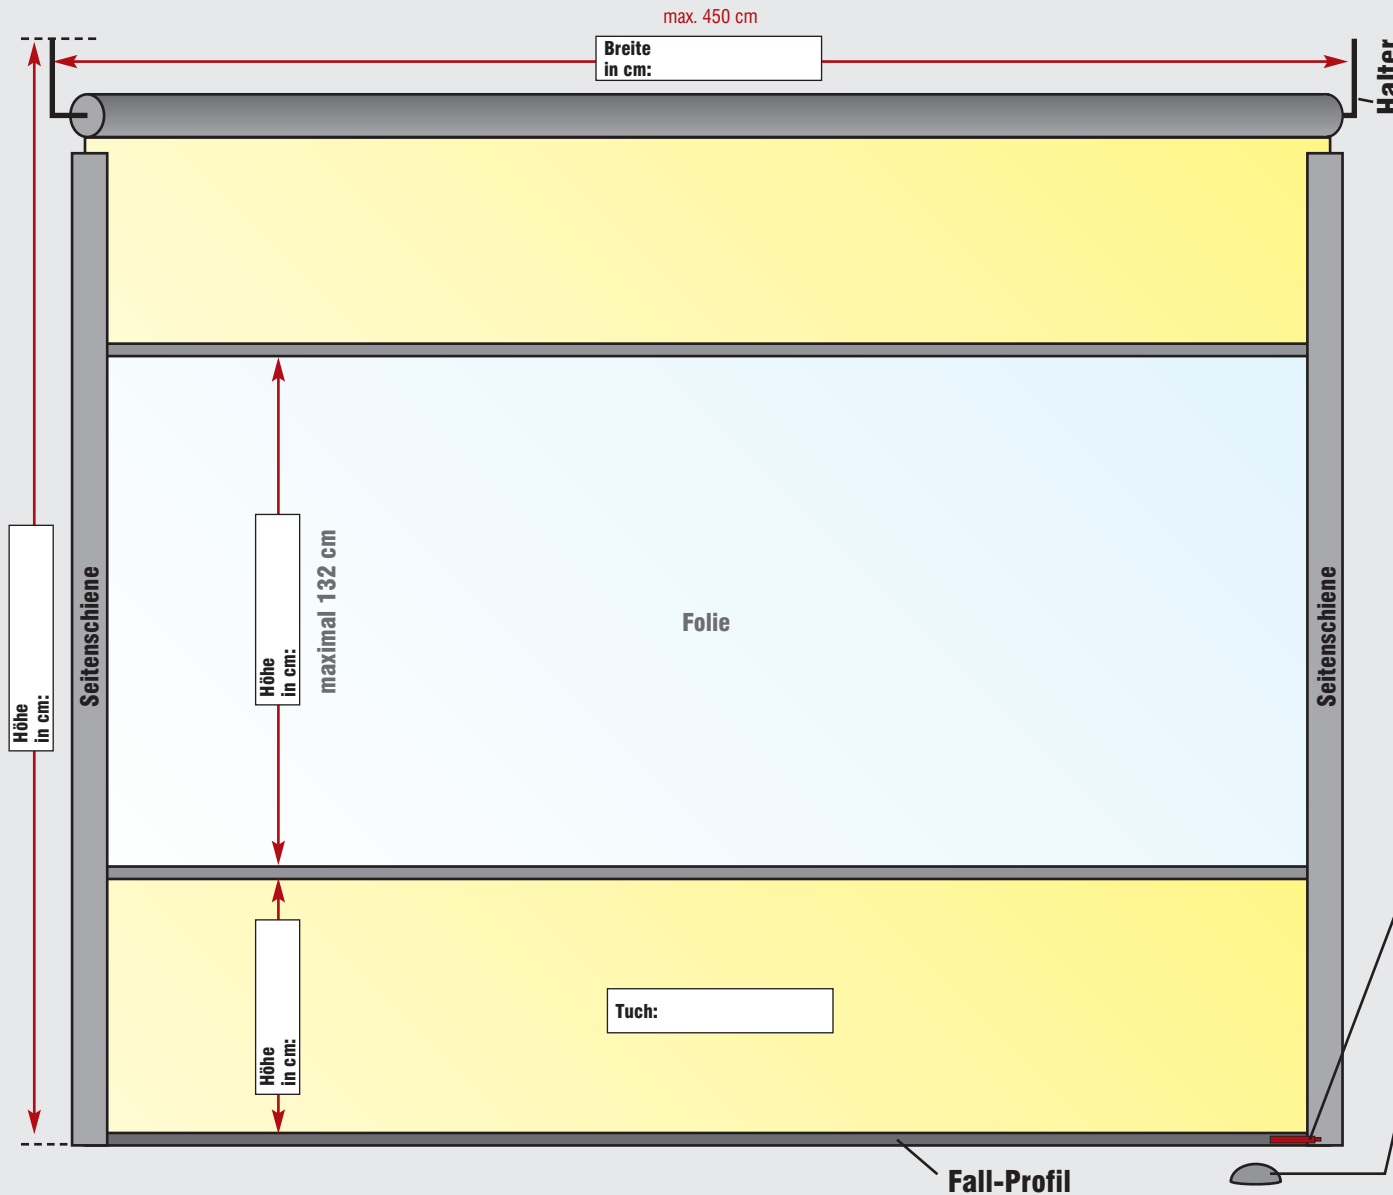 max. 450 cm
Breite
in cm:
Halter
Höhe
in cm:
Seitenschiene
Höhe
in cm:
maximal 132 cm
Folie
Seitenschiene
Höhe
in cm:
Tuch:
Fall-Profil